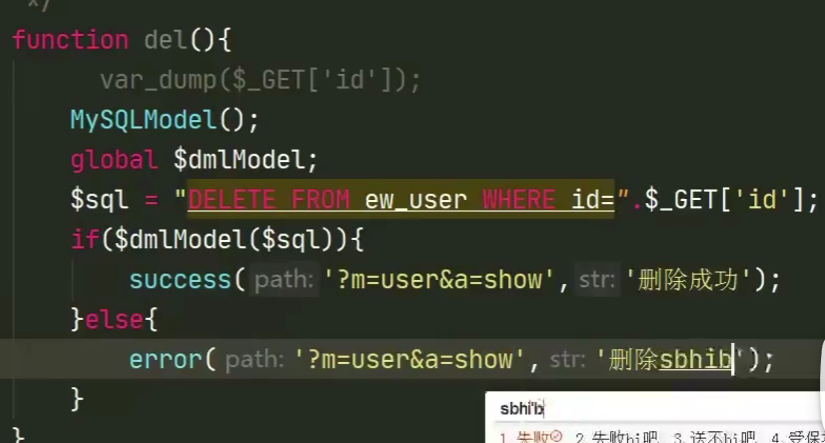 */
function del(){
var_dump($_GET['id']);
MySQLModel();
global $dmlModel;
$sql = "DELETE FROM ew_user WHERE id=".$_GET['id'];
if($dmlModel($sql)){
success( path: '?m=user&a=show', str: '删除成功');
}else{
error( path: '?m=user&a=show', str: '删除sbhib');
}
sbhi'b
1.失败 2.失败bi吧 3.送不hi吧 4.受保
}